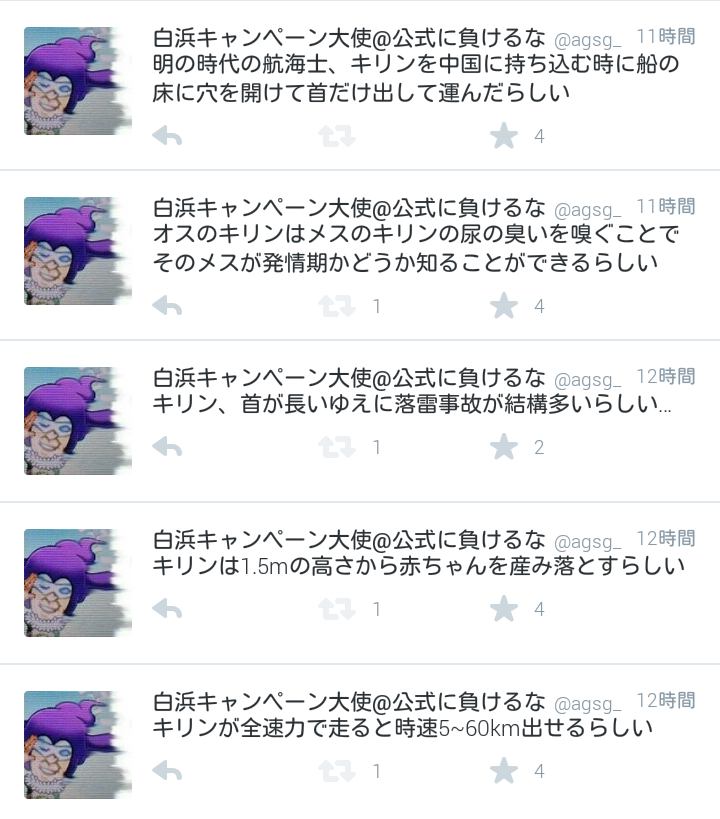 白浜キャンペーン大使@公式に負けるな @agsg_ 11時間
明の時代の航海士、キリンを中国に持ち込む時に船の
床に穴を開けて首だけ出して運んだらしい
4
白浜キャンペーン大使@公式に負けるな @agsg_ 11時間
オスのキリンはメスのキリンの尿の臭いを嗅ぐことで
そのメスが発情期かどうか知ることができるらしい
1 4
白浜キャンペーン大使@公式に負けるな @agsg_ 12時間
キリン、首が長いゆえに落雷事故が結構多いらしい…
1 2
白浜キャンペーン大使@公式に負けるな @agsg_ 12時間
キリンは1.5mの高さから赤ちゃんを産み落とすらしい
1 4
白浜キャンペーン大使@公式に負けるな @agsg_ 12時間
キリンが全速力で走ると時速5~60km出せるらしい
1 4